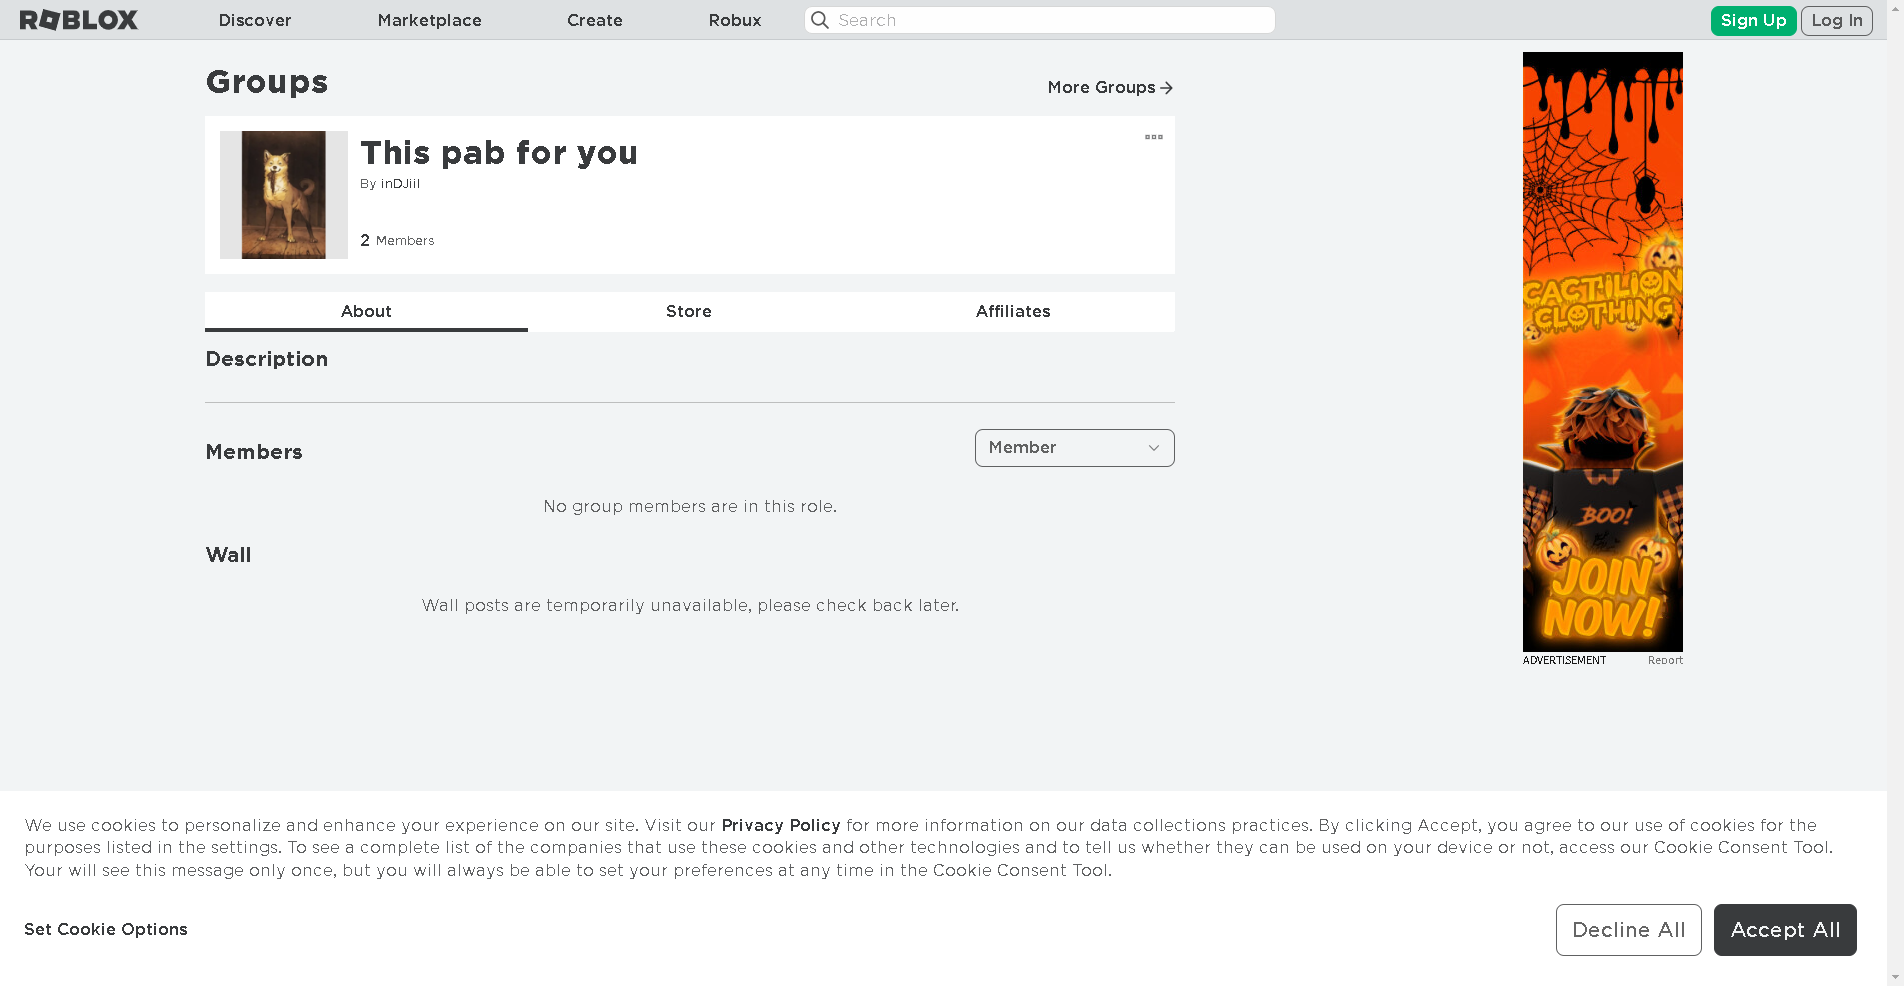 ROBLOX
Discover
Marketplace
Create
Robux
Search
Sign Up
Log In
Groups
More Groups
This pab for you
By inDJiil
2 Members
About
Store
Affiliates
Description
Members
Member
No group members are in this role.
Wall
Wall posts are temporarily unavailable, please check back later.
CACTILION
CLOTHING
BOO!
JOIN
NOW!
ADVERTISEMENT
Report
We use cookies to personalize and enhance your experience on our site. Visit our Privacy Policy for more information on our data collections practices. By clicking Accept, you agree to our use of cookies for the
purposes listed in the settings. To see a complete list of the companies that use these cookies and other technologies and to tell us whether they can be used on your device or not, access our Cookie Consent Tool.
Your will see this message only once, but you will always be able to set your preferences at any time in the Cookie Consent Tool.
Set Cookie Options
Decline All
Accept All